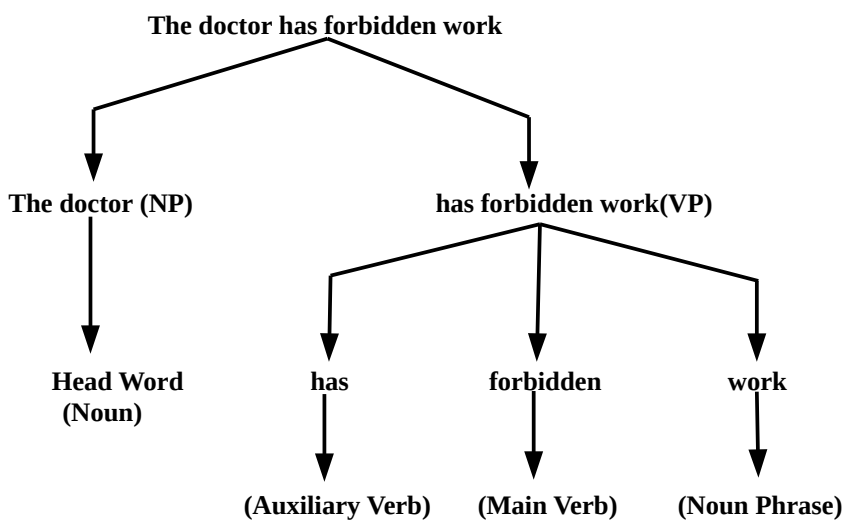 The doctor has forbidden work
The doctor (NP)
has forbidden work(VP)
Head Word
(Noun)
has
forbidden
work
(Auxiliary Verb)
(Main Verb)
(Noun Phrase)